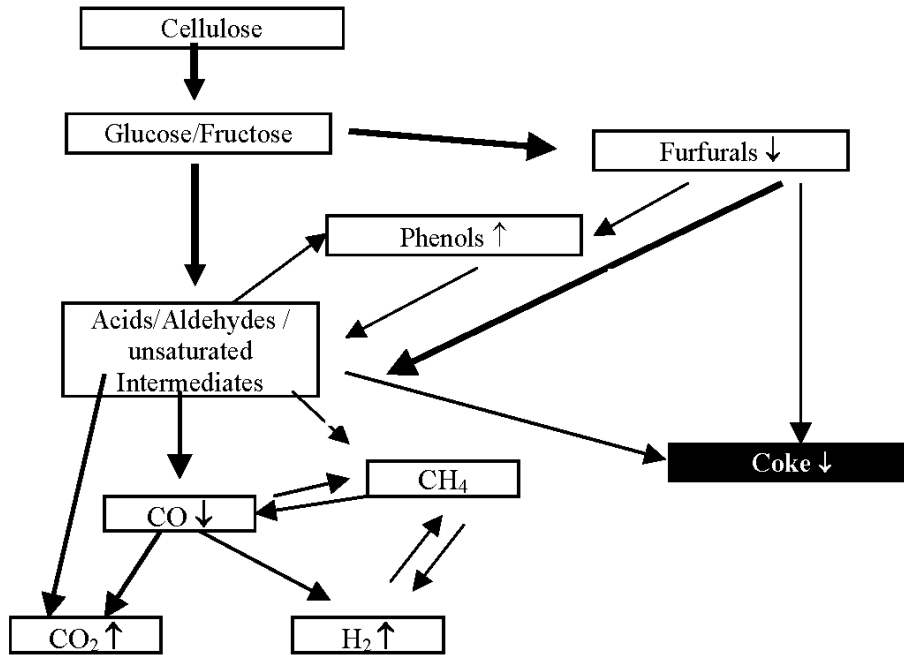 Cellulose
Glucose/Fructose
Furfurals ↓
Phenols ↑
Acids/Aldehydes /
unsaturated
Intermediates
Coke ↓
CH₄
CO ↓
CO₂ ↑
H₂ ↑